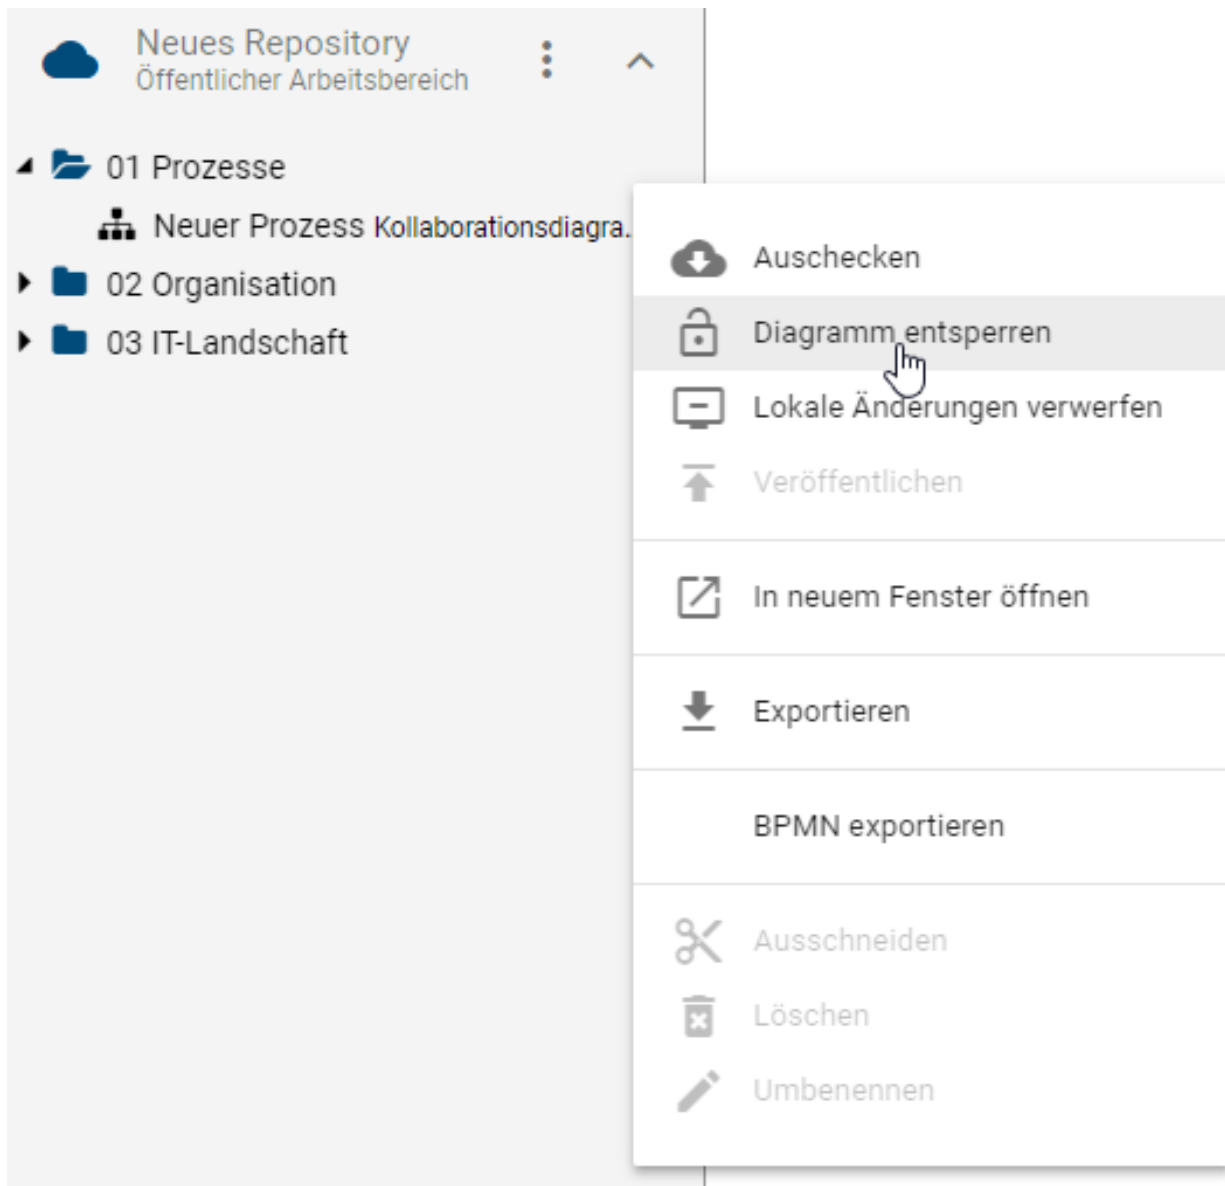 Neues Repository
Öffentlicher Arbeitsbereich
01 Prozesse
Neuer Prozess Kollaborationsdiagra..
02 Organisation
03 IT-Landschaft
Auschecken
Diagramm entsperren
Lokale Änderungen verwerfen
Veröffentlichen
In neuem Fenster öffnen
Exportieren
BPMN exportieren
Ausschneiden
Löschen
Umbenennen